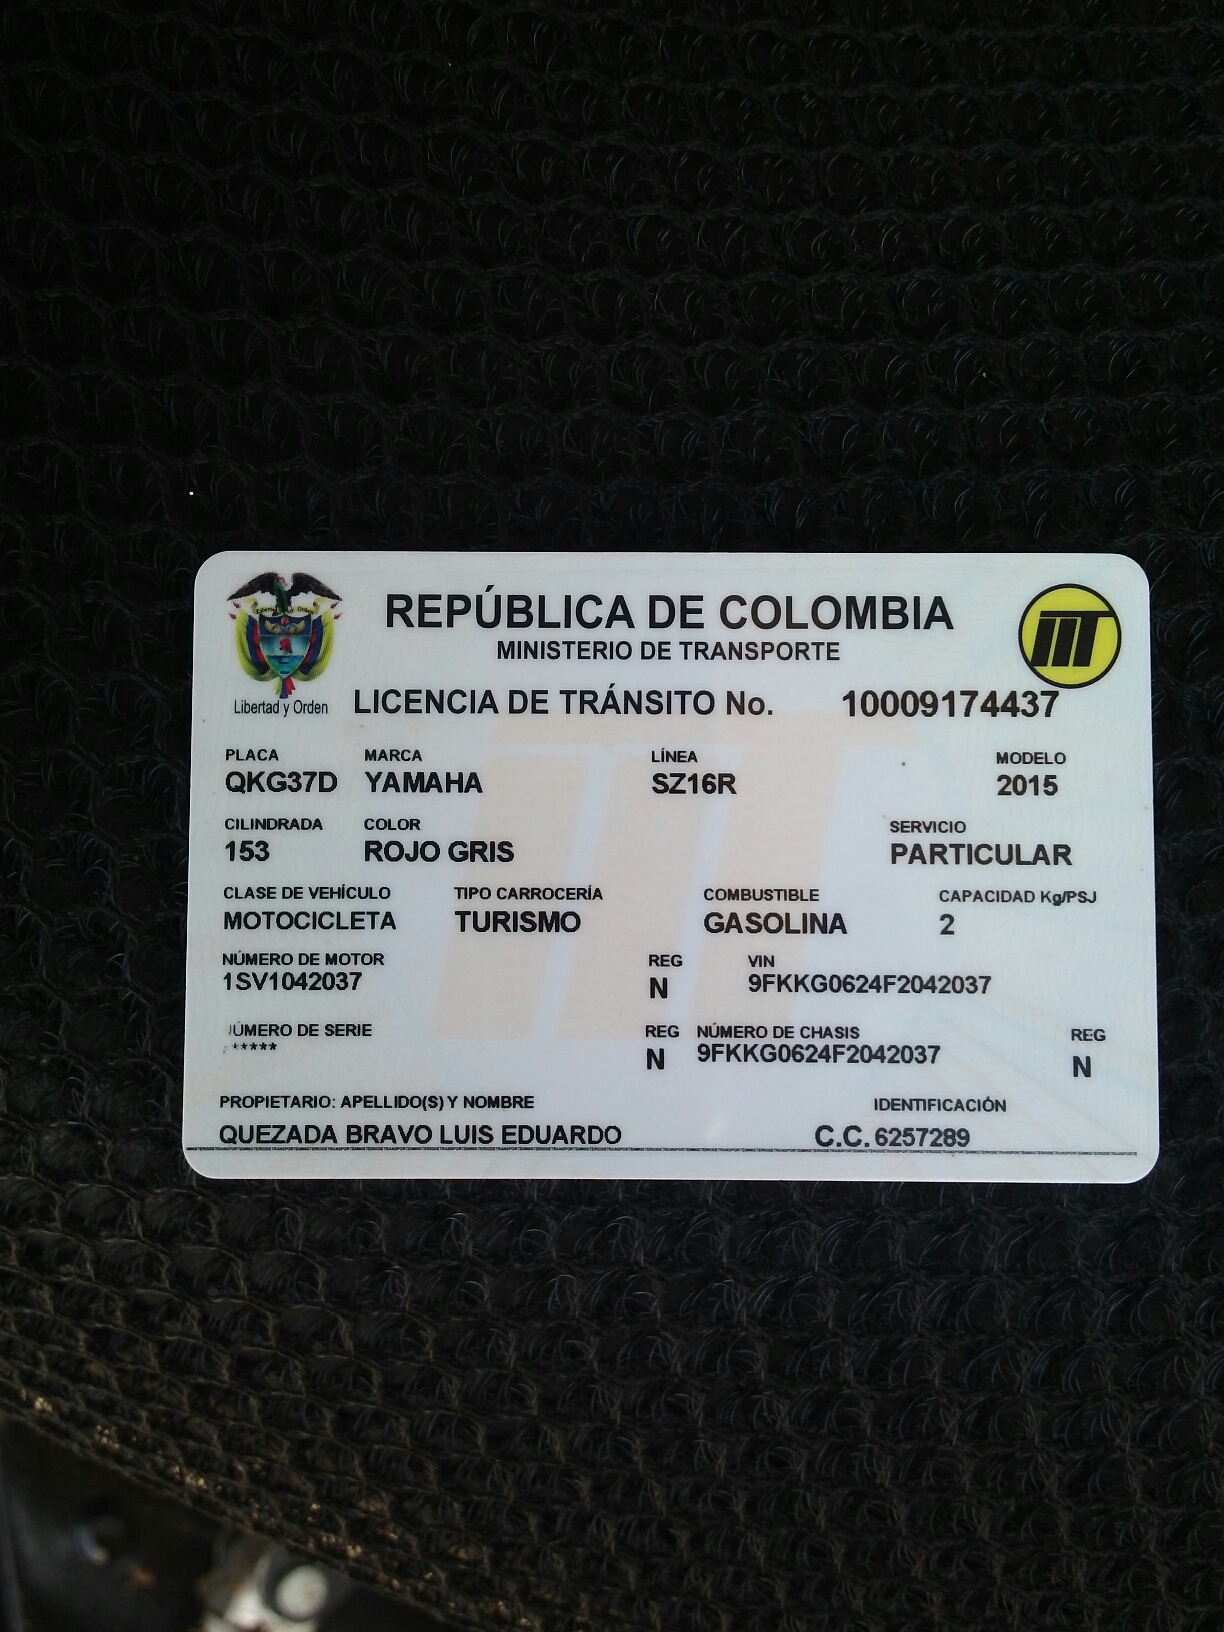 REPÚBLICA DE COLOMBIA
MINISTERIO DE TRANSPORTE
Libertad y Orden
LICENCIA DE TRÁNSITO No. 10009174437
PLACA MARCA LÍNEA MODELO
QKG37D YAMAHA SZ16R 2015
CILINDRADA COLOR SERVICIO
153 ROJO GRIS PARTICULAR
CLASE DE VEHÍCULO TIPO CARROCERÍA COMBUSTIBLE CAPACIDAD Kg/PSJ
MOTOCICLETA TURISMO GASOLINA 2
NÚMERO DE MOTOR REG VIN
1SV1042037 N 9FKKG0624F2042037
NÚMERO DE SERIE REG NÚMERO DE CHASIS REG
****** N 9FKKG0624F2042037 N
PROPIETARIO: APELLIDO(S) Y NOMBRE IDENTIFICACIÓN
QUEZADA BRAVO LUIS EDUARDO C.C. 6257289